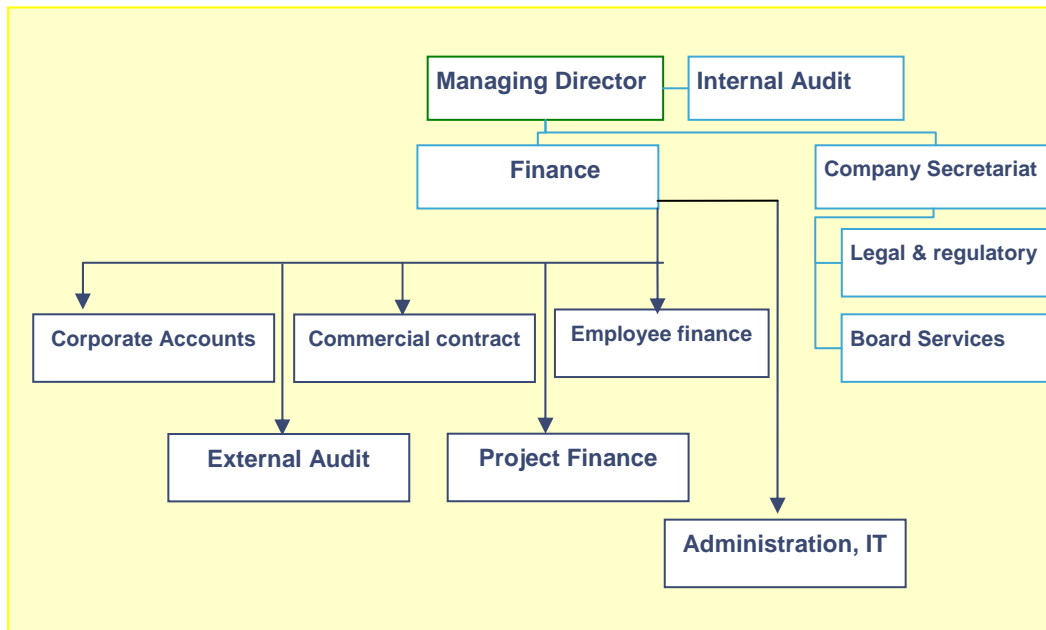 Managing Director
Internal Audit
Finance
Company Secretariat
Legal & regulatory
Corporate Accounts
Commercial contract
Employee finance
Board Services
External Audit
Project Finance
Administration, IT